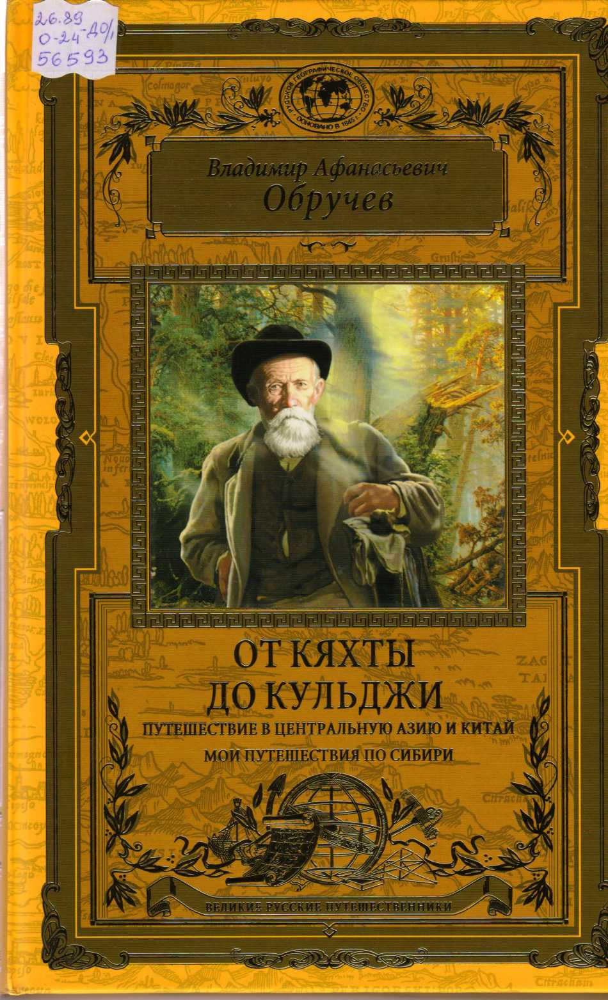 26.89
О-24-ДО/1
56593
РУССКОЕ ГЕОГРАФИЧЕСКОЕ ОБЩЕСТВО
ОСНОВАНО В 1845 г.
Владимир Афанасьевич
Обручев
ОТ КЯХТЫ
ДО КУЛЬДЖИ
ПУТЕШЕСТВИЕ В ЦЕНТРАЛЬНУЮ АЗИЮ И КИТАЙ
МОИ ПУТЕШЕСТВИЯ ПО СИБИРИ
ВЕЛИКИЕ РУССКИЕ ПУТЕШЕСТВЕННИКИ